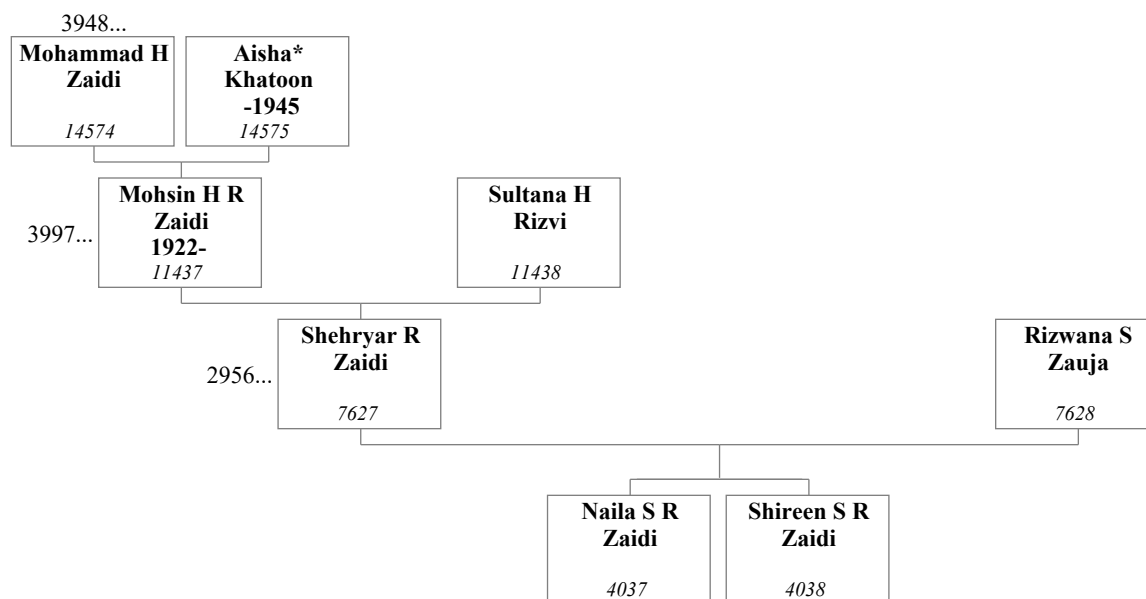 3948...
Mohammad H
Zaidi
14574
Aisha*
Khatoon
-1945
14575
3997...
Mohsin H R
Zaidi
1922-
11437
Sultana H
Rizvi
11438
2956...
Shehryar R
Zaidi
7627
Rizwana S
Zauja
7628
Naila S R
Zaidi
4037
Shireen S R
Zaidi
4038